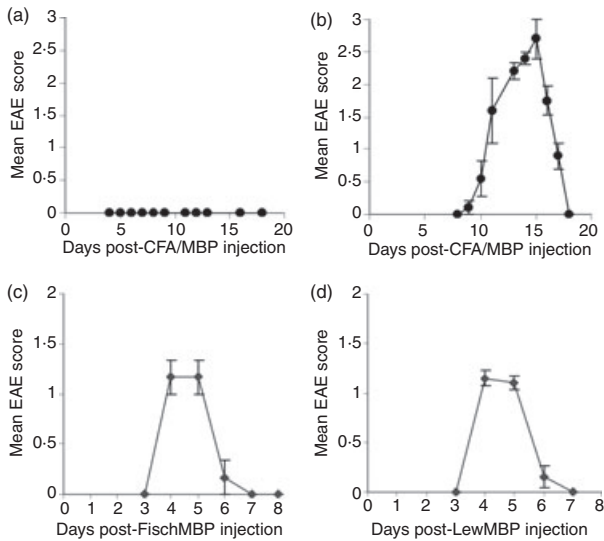 (a)
3
2·5
2
1·5
1
0·5
0
Mean EAE score
0 5 10 15 20
Days post-CFA/MBP injection
(b)
3
2·5
2
1·5
1
0·5
0
Mean EAE score
0 5 10 15 20
Days post-CFA/MBP injection
(c)
2
1·5
1
0·5
0
Mean EAE score
0 1 2 3 4 5 6 7 8
Days post-FischMBP injection
(d)
2
1·5
1
0·5
0
Mean EAE score
0 1 2 3 4 5 6 7 8
Days post-LewMBP injection